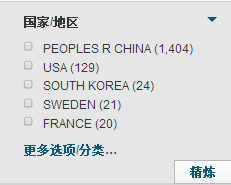 国家/地区
PEOPLES R CHINA (1,404)
USA (129)
SOUTH KOREA (24)
SWEDEN (21)
FRANCE (20)
更多选项/分类...
精炼